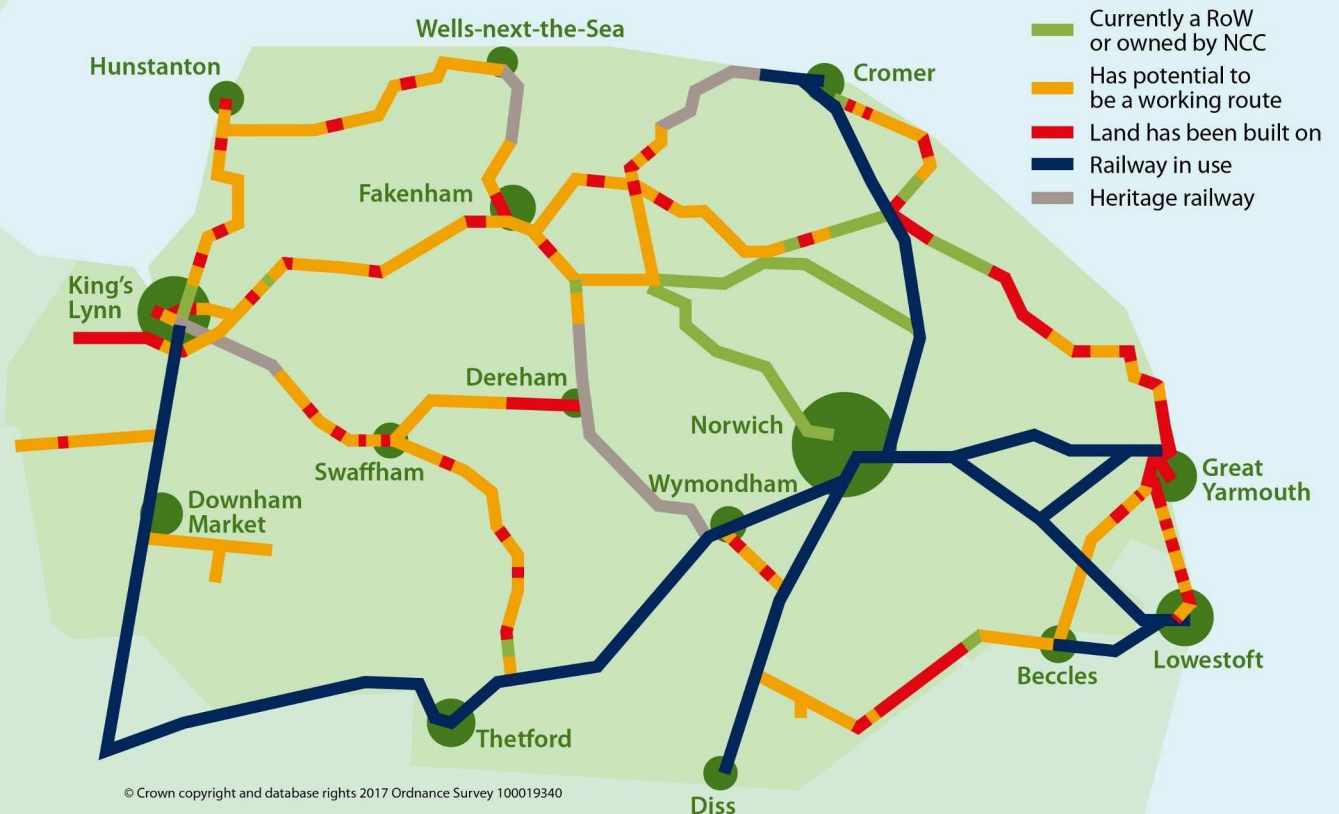 Wells-next-the-Sea
Hunstanton
Cromer
Currently a RoW
or owned by NCC
Has potential to
be a working route
Land has been built on
Railway in use
Heritage railway
Fakenham
King's
Lynn
Dereham
Norwich
Swaffham
Wymondham
Great
Yarmouth
Downham
Market
Beccles
Lowestoft
Thetford
Diss
© Crown copyright and database rights 2017 Ordnance Survey 100019340